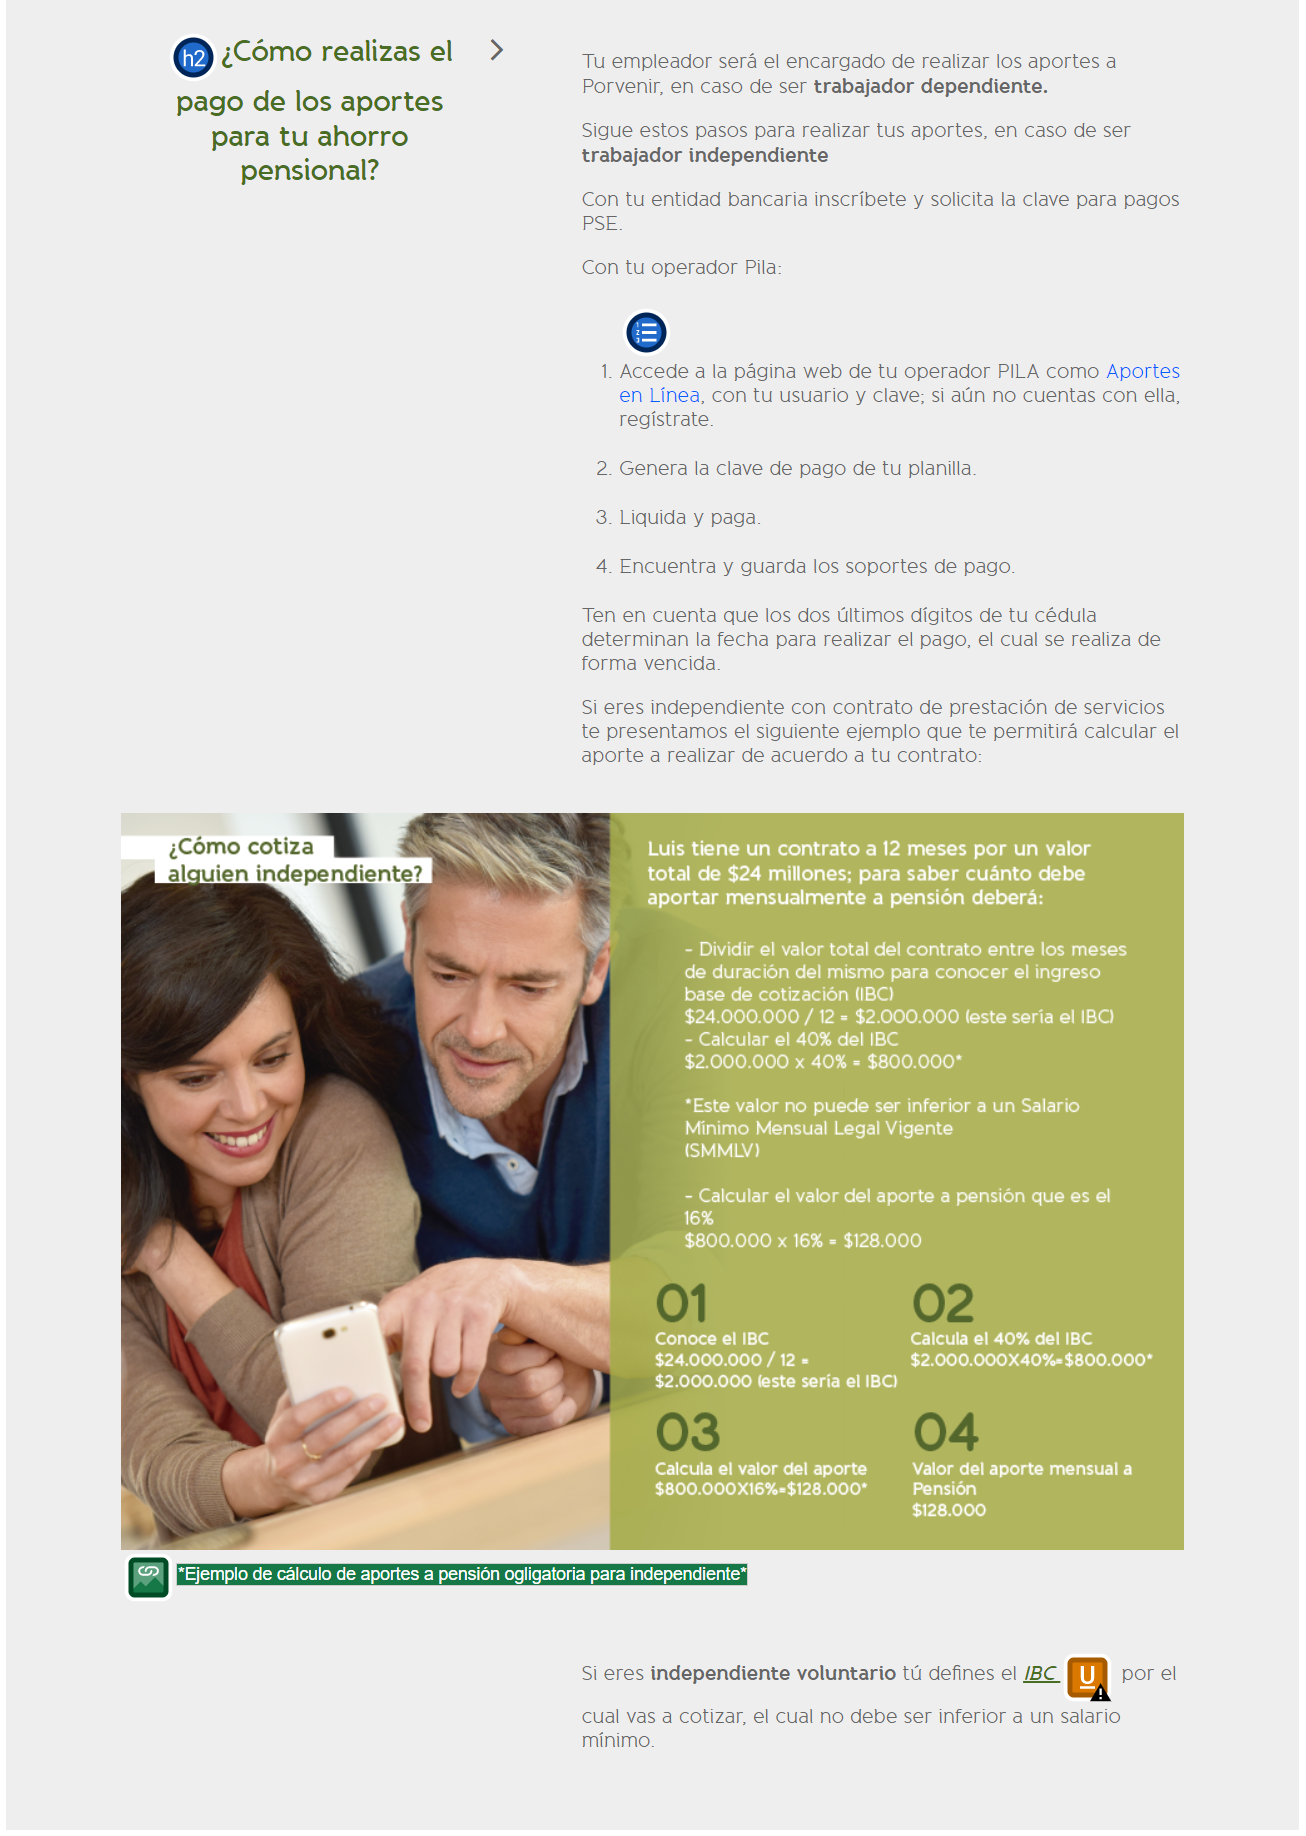 h2 ¿Cómo realizas el
pago de los aportes
para tu ahorro
pensional?
Tu empleador será el encargado de realizar los aportes a
Porvenir, en caso de ser trabajador dependiente.
Sigue estos pasos para realizar tus aportes, en caso de ser
trabajador independiente
Con tu entidad bancaria inscríbete y solicita la clave para pagos
PSE.
Con tu operador Pila:
1. Accede a la página web de tu operador PILA como Aportes
en Línea, con tu usuario y clave; si aún no cuentas con ella,
regístrate.
2. Genera la clave de pago de tu planilla.
3. Liquida y paga.
4. Encuentra y guarda los soportes de pago.
Ten en cuenta que los dos últimos dígitos de tu cédula
determinan la fecha para realizar el pago, el cual se realiza de
forma vencida.
Si eres independiente con contrato de prestación de servicios
te presentamos el siguiente ejemplo que te permitirá calcular el
aporte a realizar de acuerdo a tu contrato:
¿Cómo cotiza
alguien independiente?
Luis tiene un contrato a 12 meses por un valor
total de $24 millones; para saber cuánto debe
aportar mensualmente a pensión deberá:
- Dividir el valor total del contrato entre los meses
de duración del mismo para conocer el ingreso
base de cotización (IBC)
$24.000.000 / 12 = $2.000.000 (este sería el IBC)
- Calcular el 40% del IBC
$2.000.000 x 40% = $800.000*
*Este valor no puede ser inferior a un Salario
Mínimo Mensual Legal Vigente
(SMMLV)
- Calcular el valor del aporte a pensión que es el
16%
$800.000 x 16% = $128.000
01
Conoce el IBC
$24.000.000 / 12 =
$2.000.000 (este sería el IBC)
02
Calcula el 40% del IBC
$2.000.000X40%=$800.000*
03
Calcula el valor del aporte
$800.000X16%=$128.000*
04
Valor del aporte mensual a
Pensión
$128.000
*Ejemplo de cálculo de aportes a pensión ogligatoria para independiente*
Si eres independiente voluntario tú defines el IBC U por el
cual vas a cotizar, el cual no debe ser inferior a un salario
mínimo.